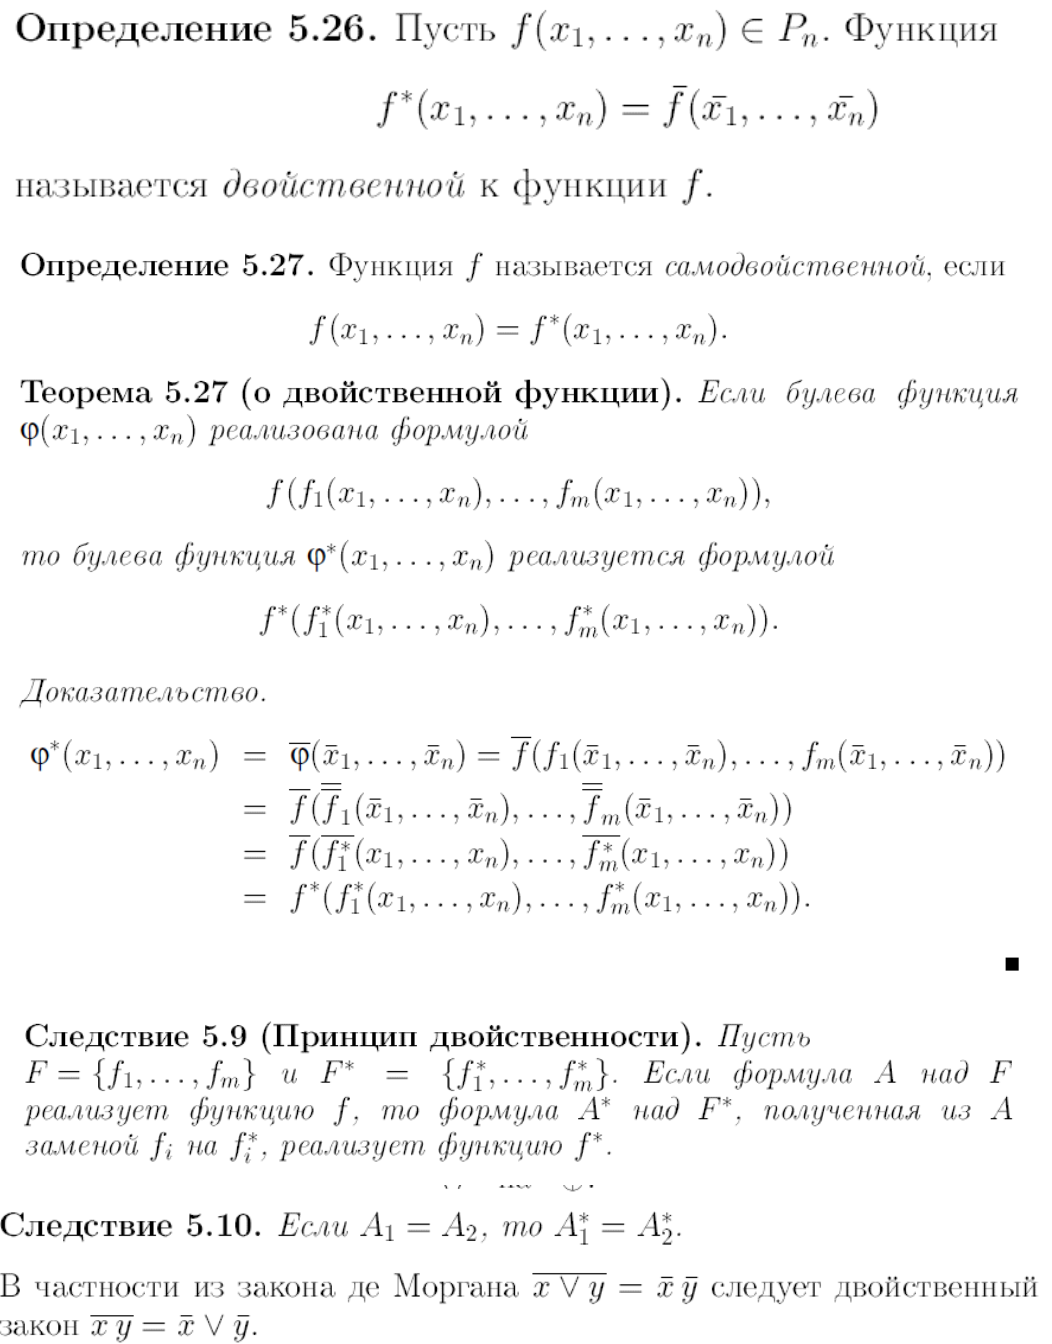 Определение 5.26. Пусть f(x₁, . . . , xₙ) ∈ Pₙ. Функция
f*(x₁, . . . , xₙ) = f̄(x̄₁, . . . , x̄ₙ)
называется двойственной к функции f.
Определение 5.27. Функция f называется самодвойственной, если
f(x₁, . . . , xₙ) = f*(x₁, . . . , xₙ).
Теорема 5.27 (о двойственной функции). Если булева функция
φ(x₁, . . . , xₙ) реализована формулой
f(f₁(x₁, . . . , xₙ), . . . , fₘ(x₁, . . . , xₙ)),
то булева функция φ*(x₁, . . . , xₙ) реализуется формулой
f*(f₁*(x₁, . . . , xₙ), . . . , fₘ*(x₁, . . . , xₙ)).
Доказательство.
φ*(x₁, . . . , xₙ) = φ̅(x̄₁, . . . , x̄ₙ) = f̅(f₁(x̄₁, . . . , x̄ₙ), . . . , fₘ(x̄₁, . . . , x̄ₙ))
= f̅(f̿₁(x̄₁, . . . , x̄ₙ), . . . , f̿ₘ(x̄₁, . . . , x̄ₙ))
= f̅(f̅₁̅*̅(x₁, . . . , xₙ), . . . , f̅ₘ̅*̅(x₁, . . . , xₙ))
= f*(f₁*(x₁, . . . , xₙ), . . . , fₘ*(x₁, . . . , xₙ)).
■
Следствие 5.9 (Принцип двойственности). Пусть
F = {f₁, . . . , fₘ} и F* = {f₁*, . . . , fₘ*}. Если формула A над F
реализует функцию f, то формула A* над F*, полученная из A
заменой fᵢ на fᵢ*, реализует функцию f*.
Следствие 5.10. Если A₁ = A₂, то A₁* = A₂*.
В частности из закона де Моргана x̅ ̅∨̅ ̅y̅ = x̄ ȳ следует двойственный
закон x̅ ̅y̅ = x̄ ∨ ȳ.